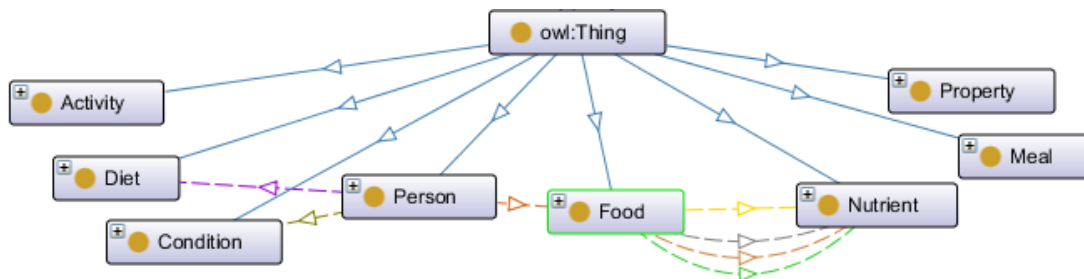 owl:Thing
Activity
Property
Diet
Meal
Person
Food
Nutrient
Condition